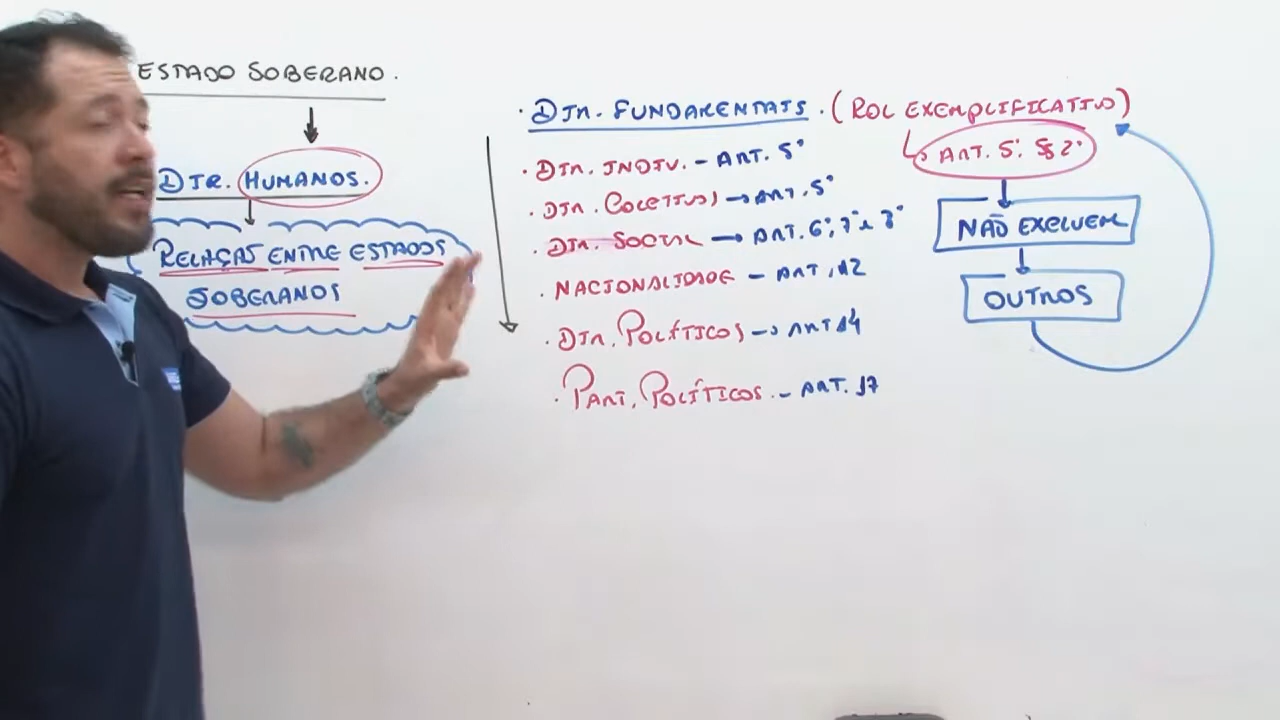 ESTADO SOBERANO.
DIR. HUMANOS.
RELAÇAS ENTRE ESTADOS
SOBERANOS
· DIR. FUNDAMENTAIS. (ROL EXEMPLIFICATIVO)
ART. 5º. §2º
· DIR. INDIV. - ART. 5º
· DIR. COLETIVOS → ART. 5º
· DIR. SOCIAL → ART. 6º, 7º e 8º
· NACIONALIDADE - ART. 12
· DIR. POLÍTICOS → ART 14
· PART. POLÍTICOS. - ART. 17
NÃO EXCLUEM
OUTROS